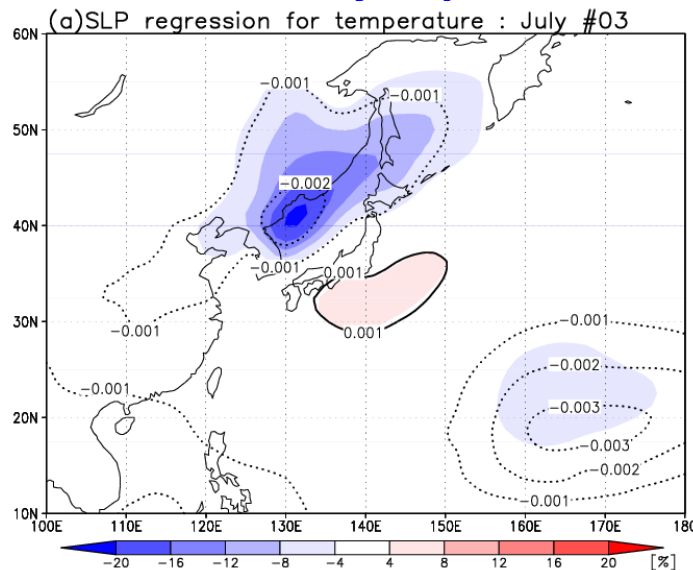 (a)SLP regression for temperature : July #03
60N
50N
40N
30N
20N
10N
-0.001
-0.001
-0.002
-0.001
-0.001
0.001
-0.001
-0.001
-0.001
-0.002
-0.003
-0.003
-0.002
-0.001
100E 110E 120E 130E 140E 150E 160E 170E 180
-20 -16 -12 -8 -4 4 8 12 16 20 [%]